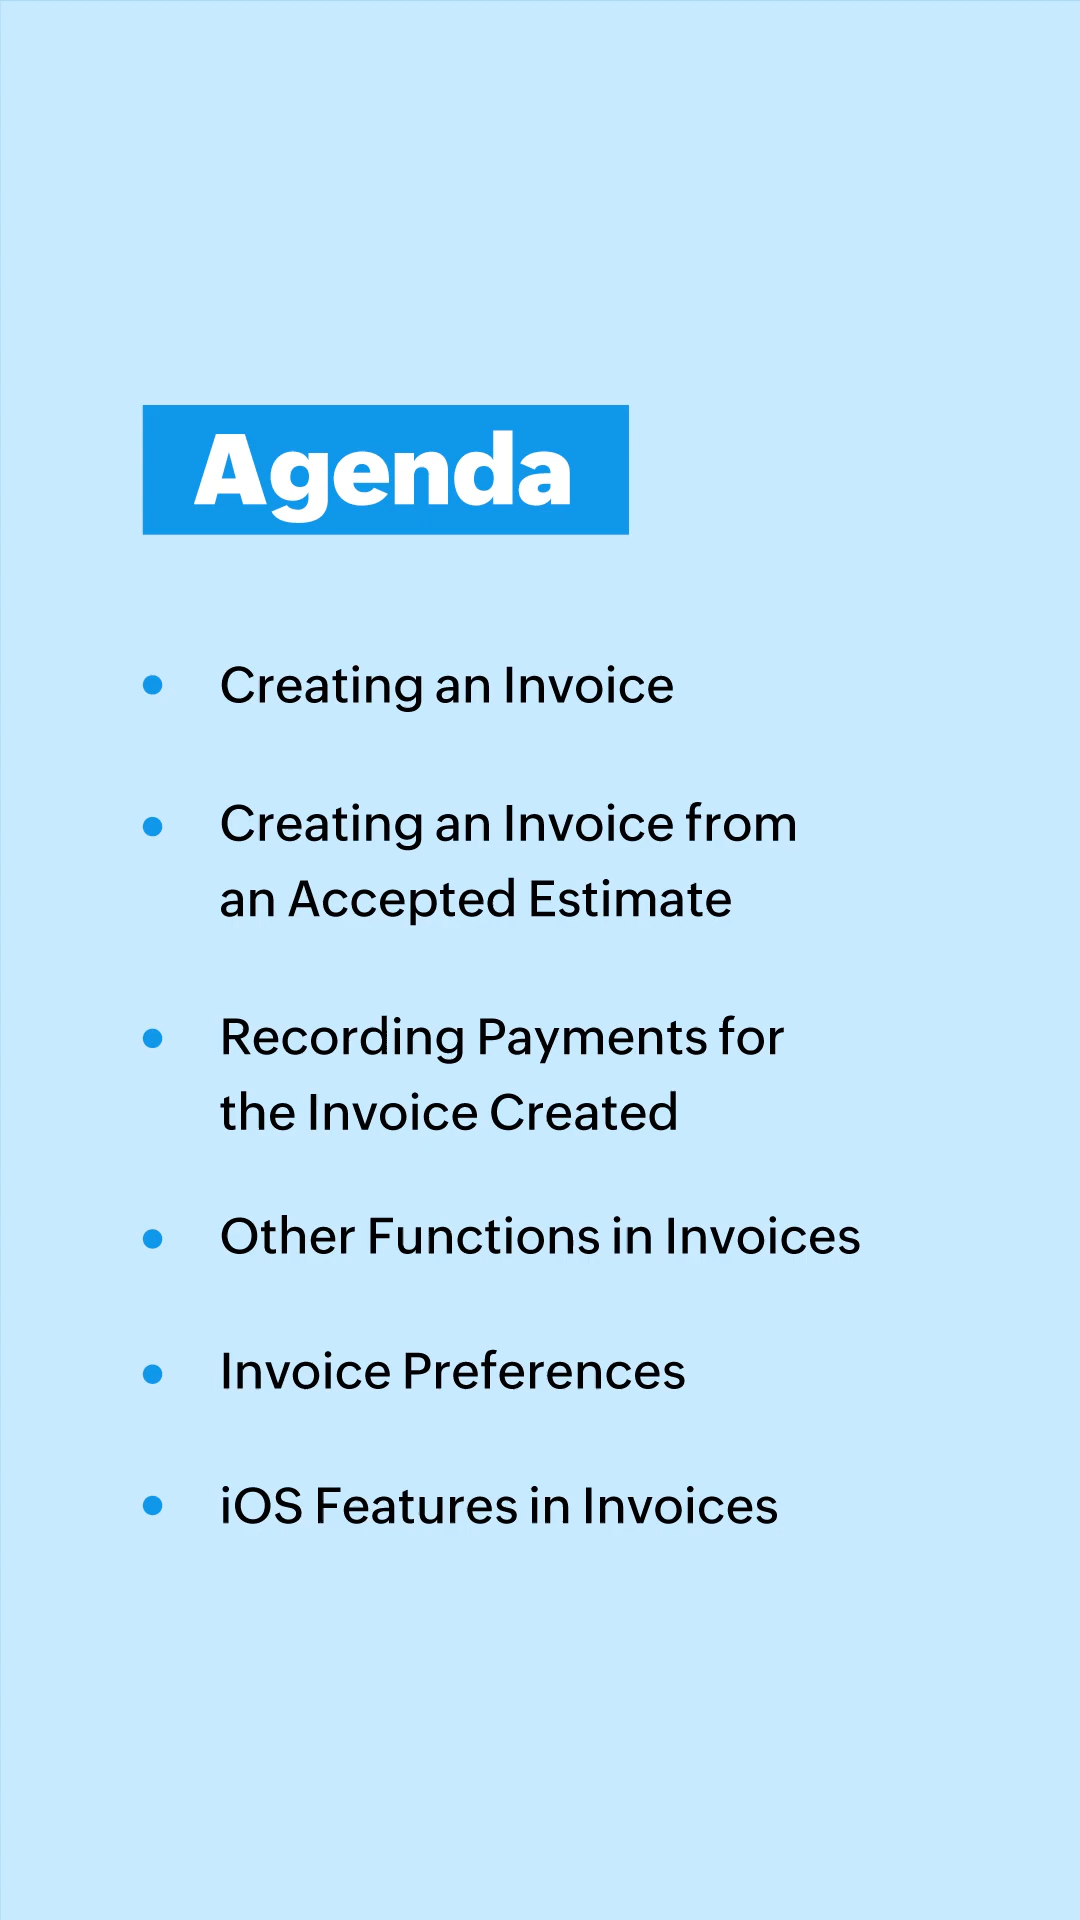 Agenda
Creating an Invoice
Creating an Invoice from
an Accepted Estimate
Recording Payments for
the Invoice Created
Other Functions in Invoices
Invoice Preferences
iOS Features in Invoices